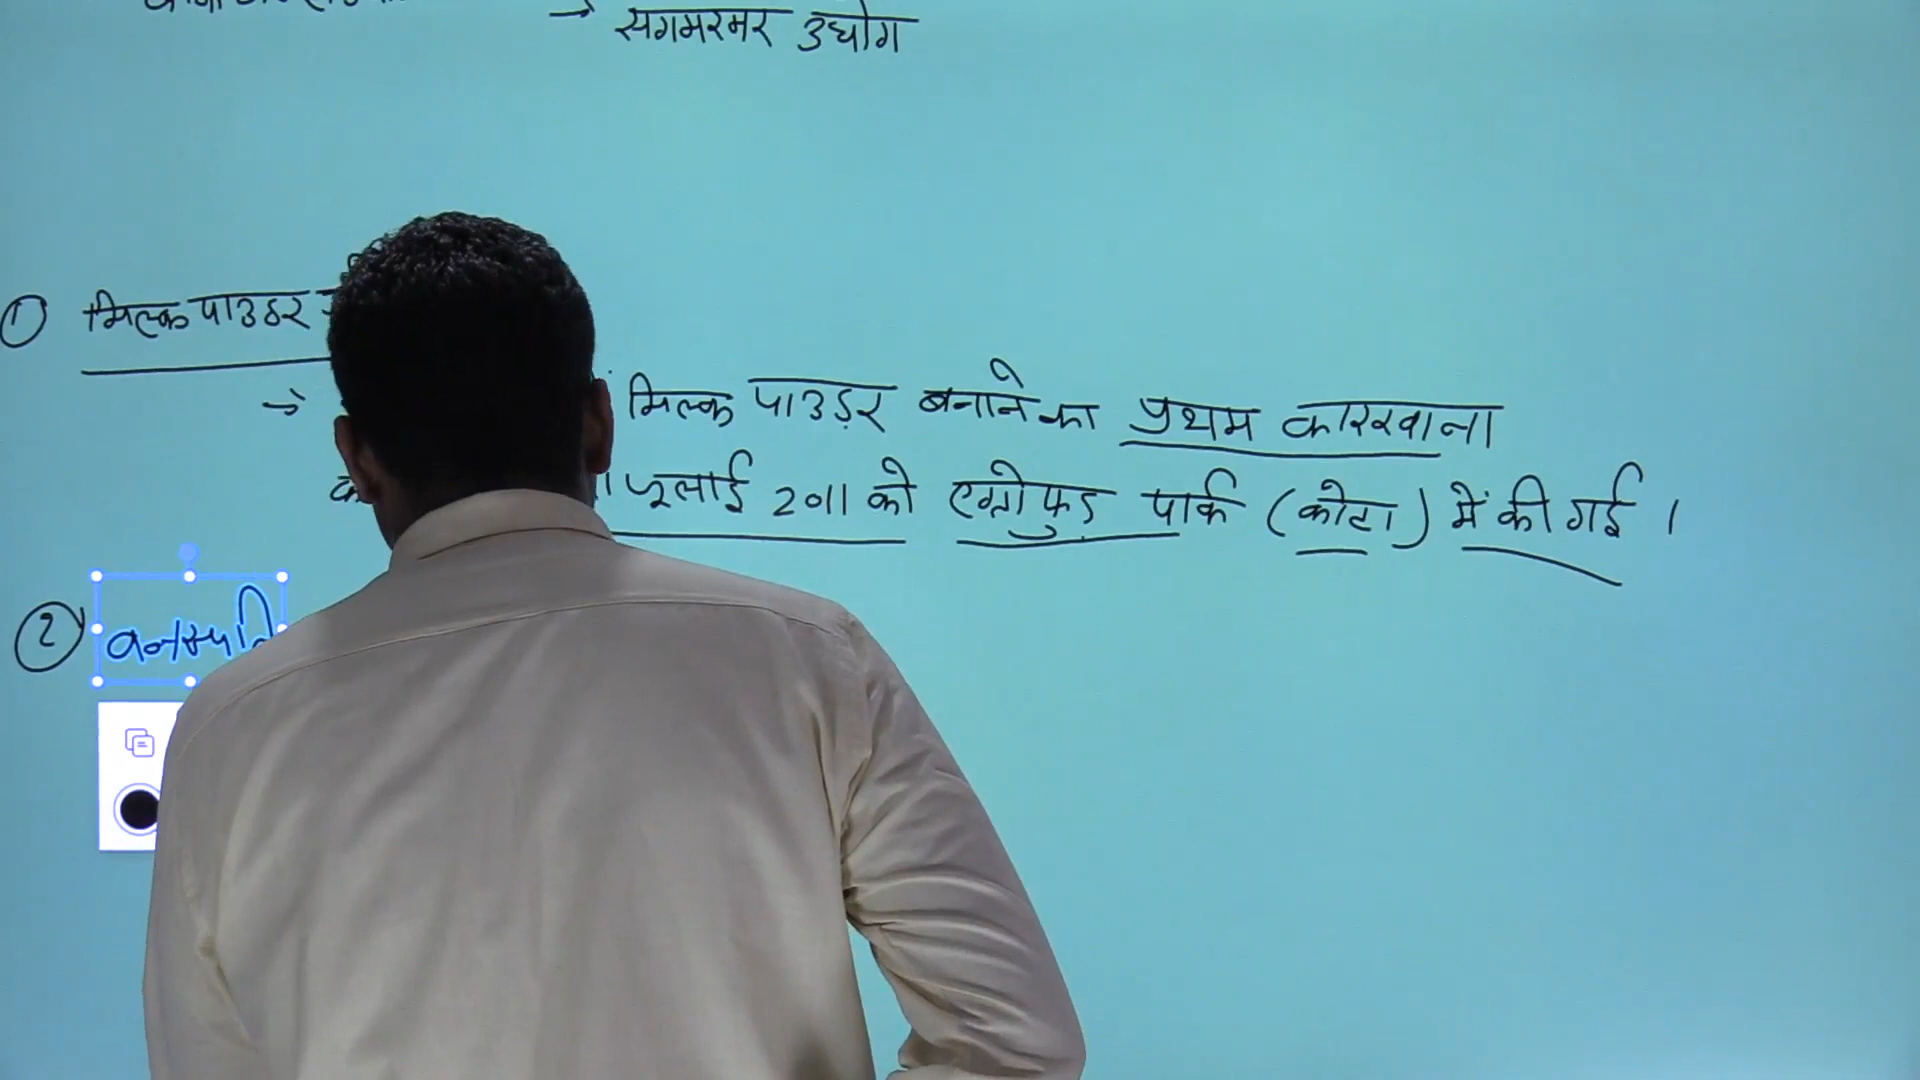 → संगमरमर उद्योग
① मिल्क पाउडर
→ मिल्क पाउड़र बनाने का प्रथम कारखाना
जूलाई 2011 को एग्रोफुड पार्क (कोटा) में की गई ।
② वनस्पति